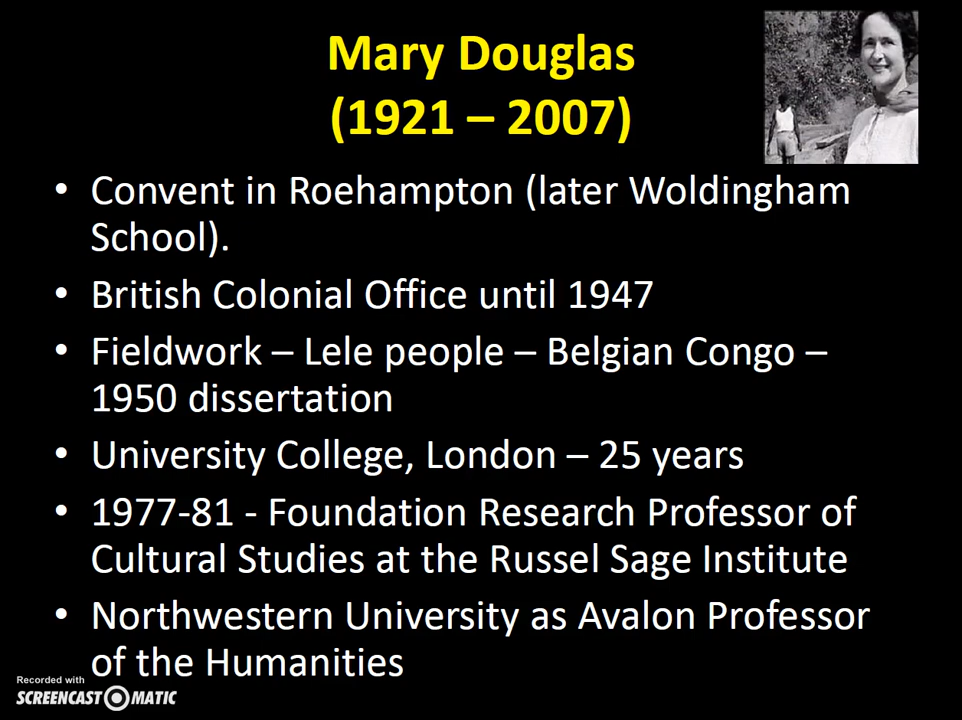 Mary Douglas
(1921 – 2007)
• Convent in Roehampton (later Woldingham
School).
• British Colonial Office until 1947
• Fieldwork – Lele people – Belgian Congo –
1950 dissertation
• University College, London – 25 years
• 1977-81 - Foundation Research Professor of
Cultural Studies at the Russel Sage Institute
• Northwestern University as Avalon Professor
of the Humanities
Recorded with
SCREENCAST MATIC